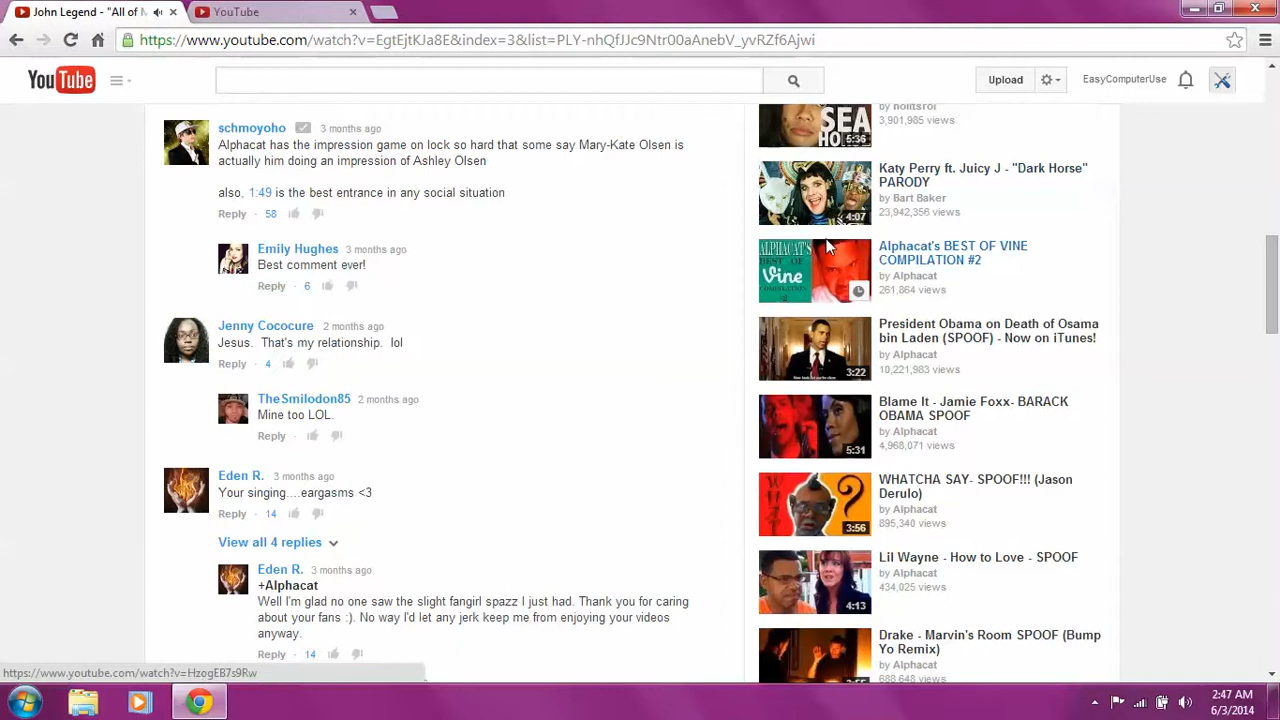 John Legend - "All of M
YouTube
https://www.youtube.com/watch?v=EgtEjtKJa8E&index=3&list=PLY-nhQfJJc9Ntr00aAnebV_yvRZf6Ajwi
YouTube
Upload
EasyComputerUse
schmoyoho 3 months ago
Alphacat has the impression game on lock so hard that some say Mary-Kate Olsen is
actually him doing an impression of Ashley Olsen
also, 1:49 is the best entrance in any social situation
Reply · 58
Emily Hughes 3 months ago
Best comment ever!
Reply · 6
Jenny Cococure 2 months ago
Jesus. That's my relationship. lol
Reply · 4
TheSmilodon85 2 months ago
Mine too LOL.
Reply ·
Eden R. 3 months ago
Your singing....eargasms <3
Reply · 14
View all 4 replies
Eden R. 3 months ago
+Alphacat
Well I'm glad no one saw the slight fangirl spazz I just had. Thank you for caring
about your fans :). No way I'd let any jerk keep me from enjoying your videos
anyway.
Reply · 14
SEA
HO
5:36
3,901,985 views
4:07
Katy Perry ft. Juicy J - "Dark Horse"
PARODY
by Bart Baker
23,942,356 views
ALPHACAT'S
BEST OF
Vine
COMPILATION
Alphacat's BEST OF VINE
COMPILATION #2
by Alphacat
261,864 views
3:22
President Obama on Death of Osama
bin Laden (SPOOF) - Now on iTunes!
by Alphacat
10,221,983 views
5:31
Blame It - Jamie Foxx- BARACK
OBAMA SPOOF
by Alphacat
4,968,071 views
?
3:56
WHATCHA SAY- SPOOF!!! (Jason
Derulo)
by Alphacat
895,340 views
4:13
Lil Wayne - How to Love - SPOOF
by Alphacat
434,025 views
Drake - Marvin's Room SPOOF (Bump
Yo Remix)
by Alphacat
688,648 views
https://www.youtube.com/watch?v=HzogEB7s9Rw
2:47 AM
6/3/2014